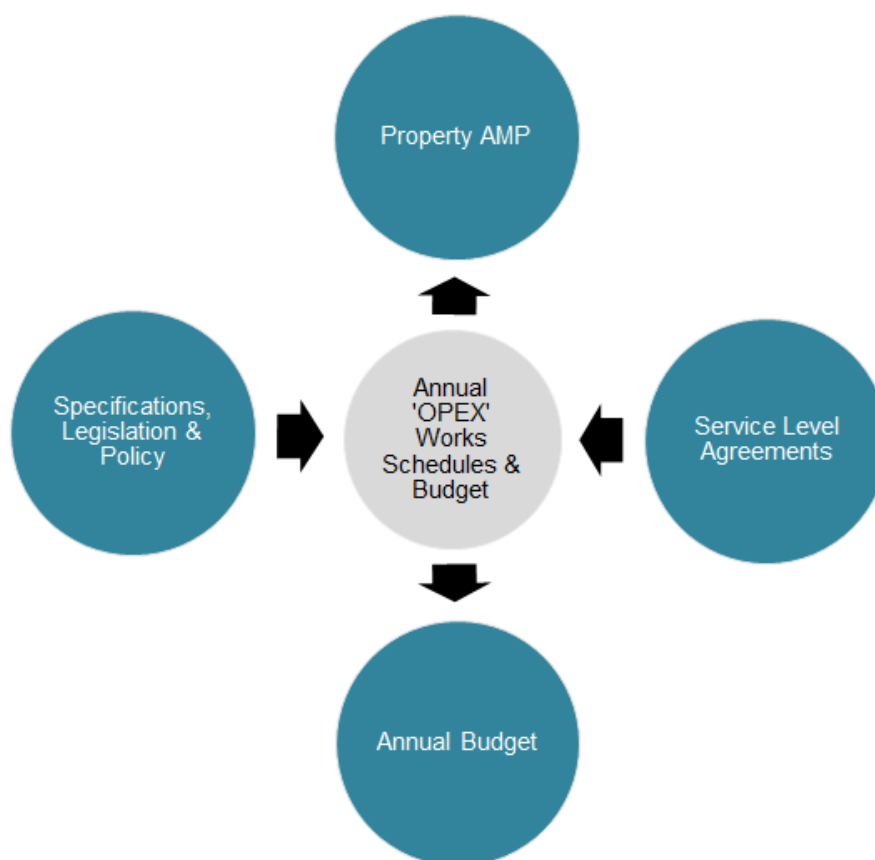 Property AMP
Specifications,
Legislation &
Policy
Annual
'OPEX'
Works
Schedules &
Budget
Service Level
Agreements
Annual Budget